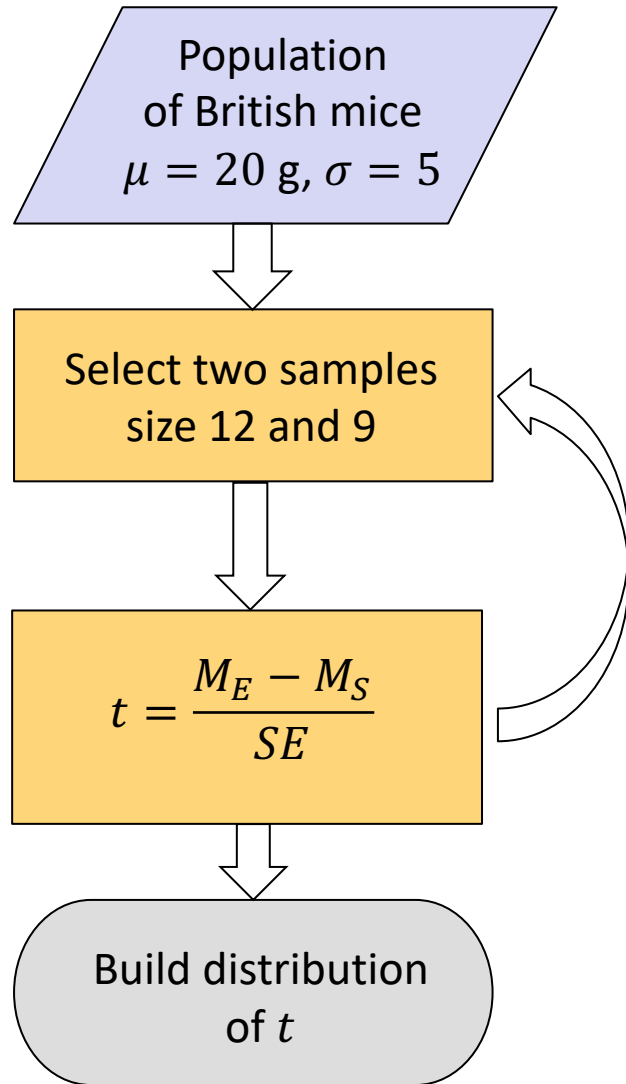 Population
of British mice
μ = 20 g, σ = 5
Select two samples
size 12 and 9
t = \frac{M_E - M_S}{SE}
Build distribution
of t